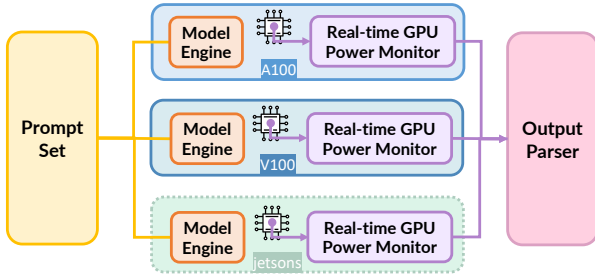 Prompt
Set
Model
Engine
A100
Real-time GPU
Power Monitor
Model
Engine
V100
Real-time GPU
Power Monitor
Model
Engine
jetsons
Real-time GPU
Power Monitor
Output
Parser